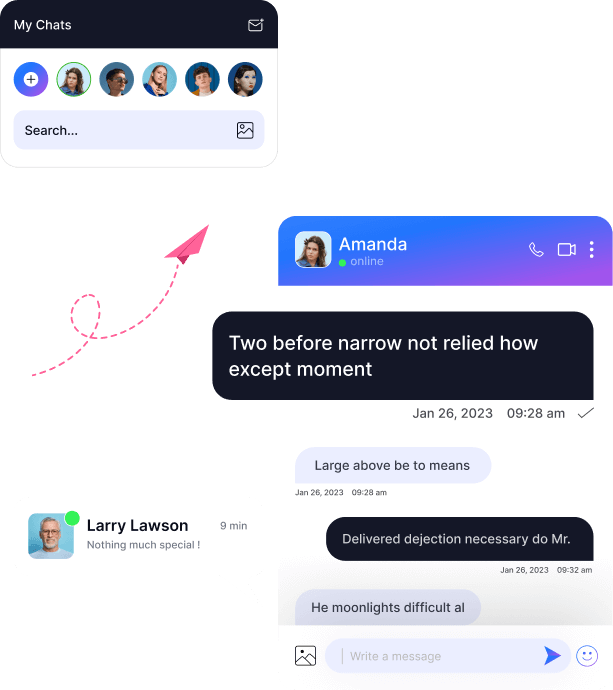 My Chats
Search...
Amanda
online
Two before narrow not relied how
except moment
Jan 26, 2023 09:28 am
Large above be to means
Jan 26, 2023 09:28 am
Larry Lawson 9 min
Nothing much special !
Delivered dejection necessary do Mr.
Jan 26, 2023 09:32 am
He moonlights difficult al
Write a message